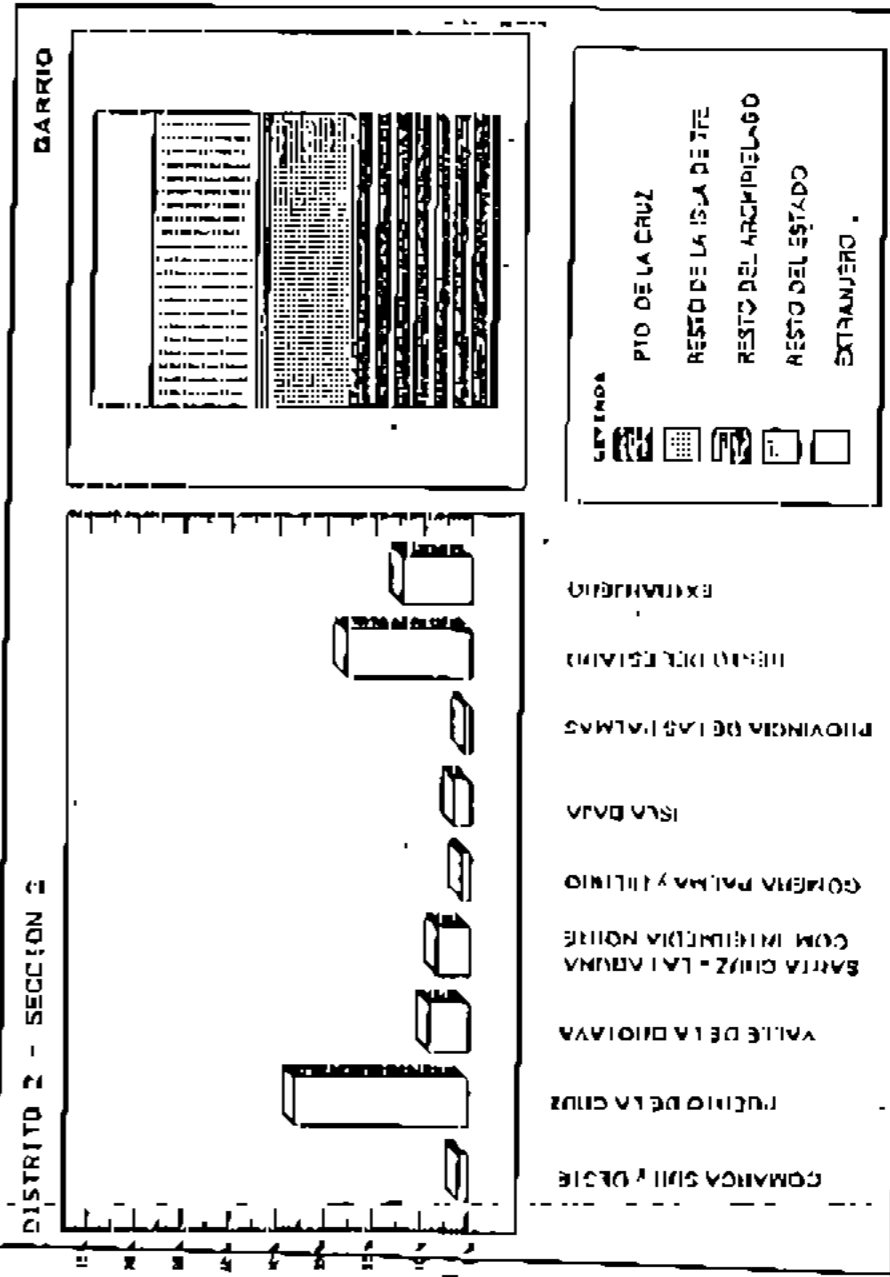 DISTRITO 2 - SECCION 2
BARRIO
COMARCA SUR y OESTE
PUERTO DE LA CRUZ
VALLE DE LA OROTAVA
SANTA CRUZ - LA LAGUNA
COM INTERMEDIA NORTE
GOMERA PALMA y HIERRO
ISLA BAJA
PROVINCIA DE LAS PALMAS
RESTO DEL ESTADO
EXTRANJERO
LEYENDA
PTO DE LA CRUZ
RESTO DE LA ISLA DE TFE
RESTO DEL ARCHIPIELAGO
RESTO DEL ESTADO
EXTRANJERO